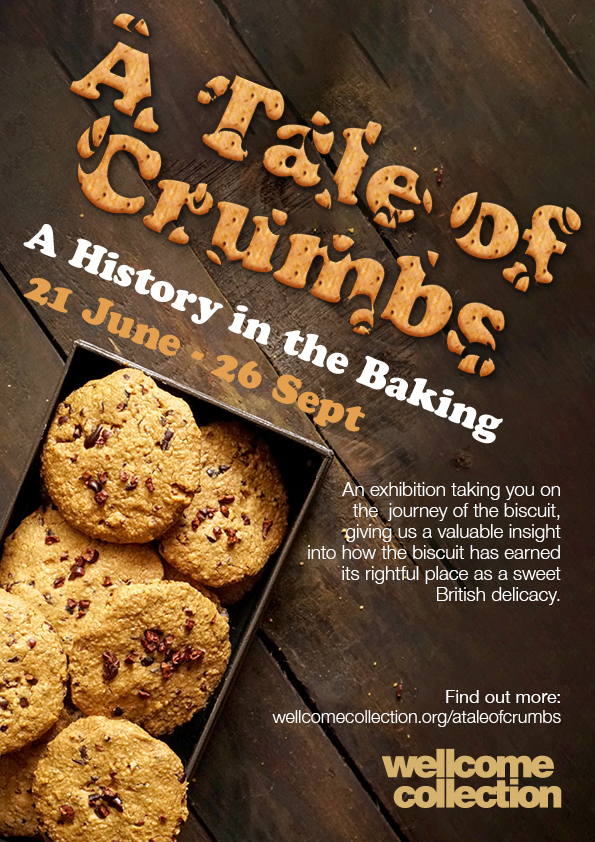 A Tale of
Crumbs
A History in the Baking
21 June - 26 Sept
An exhibition taking you on
the journey of the biscuit,
giving us a valuable insight
into how the biscuit has earned
its rightful place as a sweet
British delicacy.
Find out more:
wellcomecollection.org/ataleofcrumbs
wellcome
collection